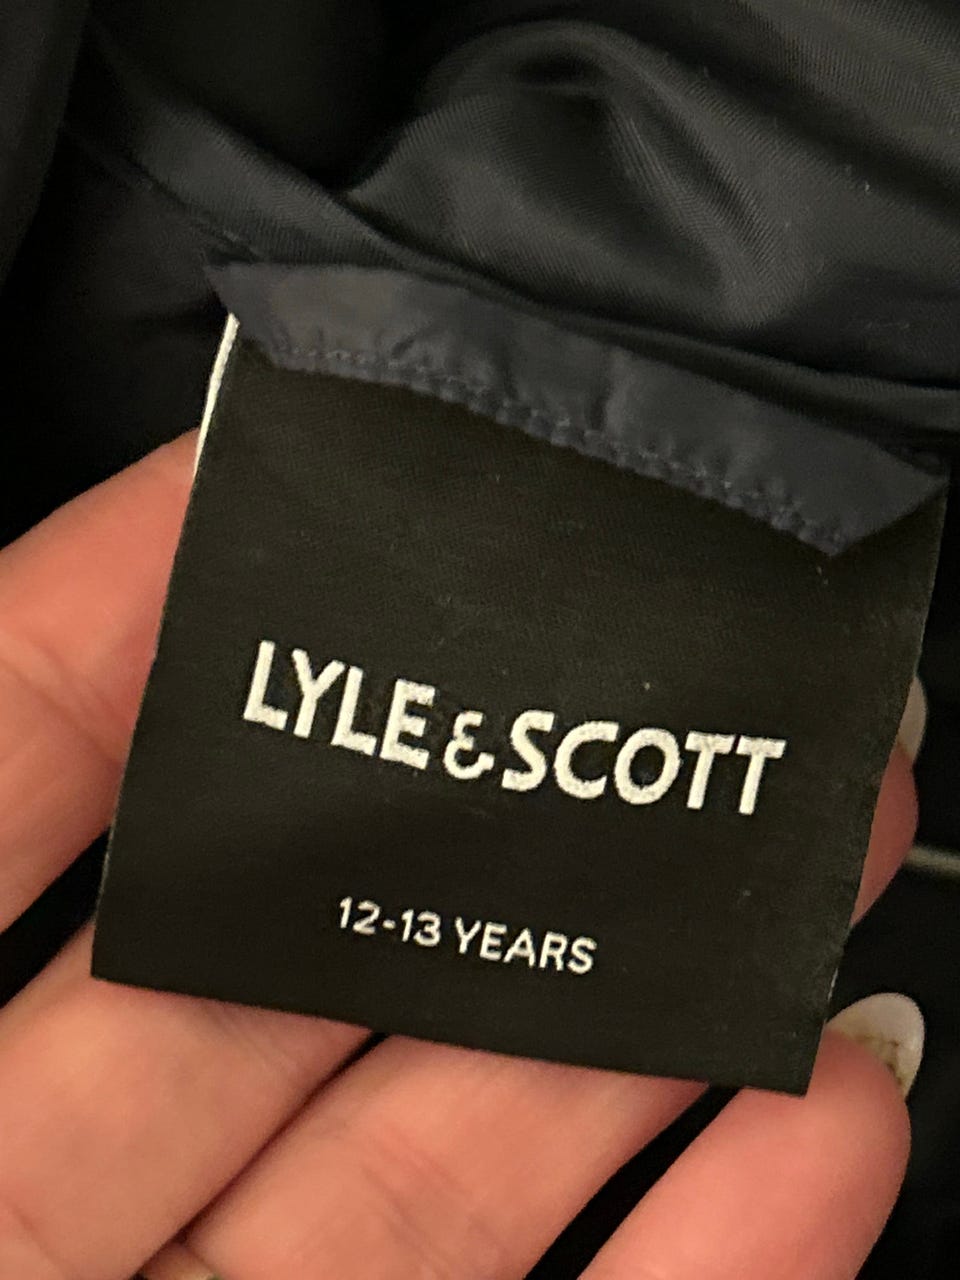 LYLE & SCOTT
12-13 YEARS